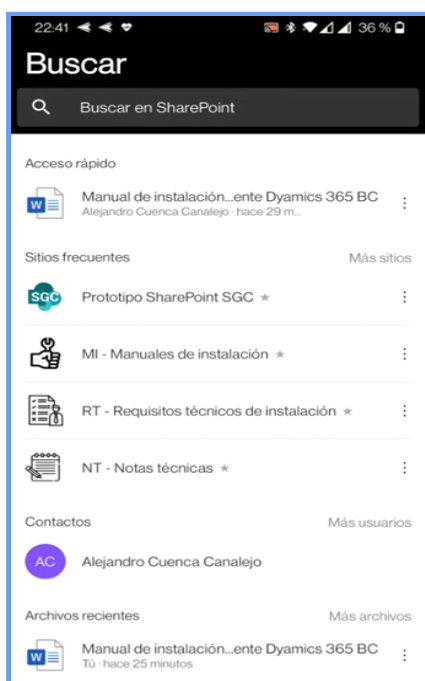 22:41 36 %
Buscar
Buscar en SharePoint
Acceso rápido
W Manual de instalación...ente Dyamics 365 BC
Alejandro Cuenca Canalejo · hace 29 m...
Sitios frecuentes Más sitios
SGC Prototipo SharePoint SGC
MI - Manuales de instalación
RT - Requisitos técnicos de instalación
NT - Notas técnicas
Contactos Más usuarios
AC Alejandro Cuenca Canalejo
Archivos recientes Más archivos
W Manual de instalación...ente Dyamics 365 BC
Tú · hace 25 minutos